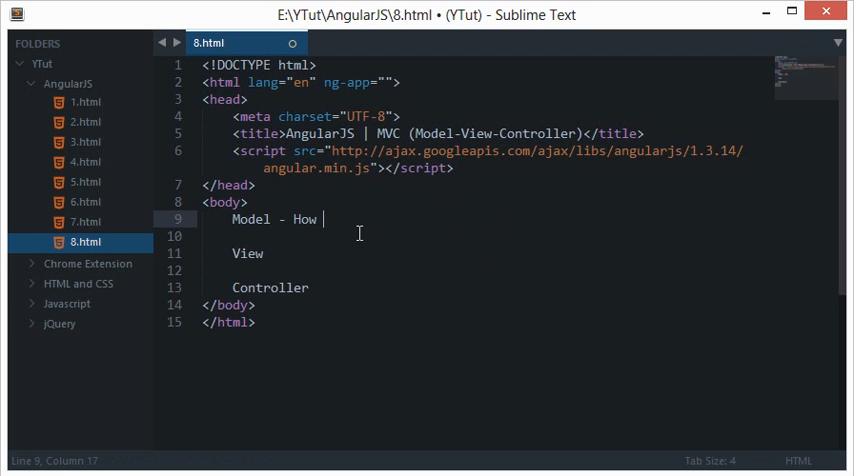 E:\YTut\AngularJS\8.html • (YTut) - Sublime Text
FOLDERS
YTut
AngularJS
1.html
2.html
3.html
4.html
5.html
6.html
7.html
8.html
Chrome Extension
HTML and CSS
Javascript
jQuery
8.html
1 <!DOCTYPE html>
2 <html lang="en" ng-app="">
3 <head>
4 <meta charset="UTF-8">
5 <title>AngularJS | MVC (Model-View-Controller)</title>
6 <script src="http://ajax.googleapis.com/ajax/libs/angularjs/1.3.14/
angular.min.js"></script>
7 </head>
8 <body>
9 Model - How
10
11 View
12
13 Controller
14 </body>
15 </html>
Line 9, Column 17
Tab Size: 4
HTML